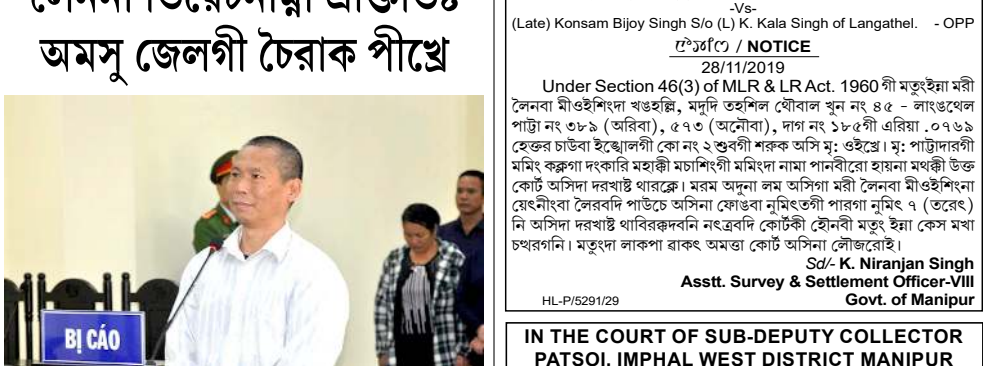 অমসু জেলগী চৈরাক পীখ্রে
BỊ CÁO
-Vs-
(Late) Konsam Bijoy Singh S/o (L) K. Kala Singh of Langathel. - OPP
ꯅꯣꯇꯤꯁ / NOTICE
28/11/2019
Under Section 46(3) of MLR & LR Act. 1960 গী মতুংইন্না মরী
লৈনবা মীওইশিংদা খঙহল্লি, মদুদি তহশিল থৌবাল খুন নং ৪৫ - লাংঙথেল
পাট্টা নং ৩৮৯ (অরিবা), ৫৭৩ (অনৌবা), দাগ নং ১৮৫গী এরিয়া .০৭৬৯
হেক্তর চাউবা ইঙ্খোলগী কো নং ২শুবগী শরুক অসি মৃ: ওইখ্রে। মৃ: পাট্টাদারগী
মমিং কক্লগা দংকারি মহাক্কী মচাশিংগী মমিংদা নামা পানবীরো হায়না মথক্কী উক্ত
কোর্ট অসিদা দরখাষ্ট থারক্লে। মরম অদুনা লম অসিগা মরী লৈনবা মীওইশিংনা
য়েৎনীংবা লৈরবদি পাউচে অসিনা ফোঙবা নুমিৎতগী পারগা নুমিৎ ৭ (তরেৎ)
নি অসিদা দরখাষ্ট থাবিরক্কদবনি নৎত্রবদি কোর্টকী হৌনবী মতুং ইন্না কেস মখা
চত্থরগনি। মতুংদা লাকপা ৱাকৎ অমত্তা কোর্ট অসিনা লৌজরোই।
Sd/- K. Niranjan Singh
Asstt. Survey & Settlement Officer-VIII
HL-P/5291/29 Govt. of Manipur
IN THE COURT OF SUB-DEPUTY COLLECTOR
PATSOI, IMPHAL WEST DISTRICT MANIPUR